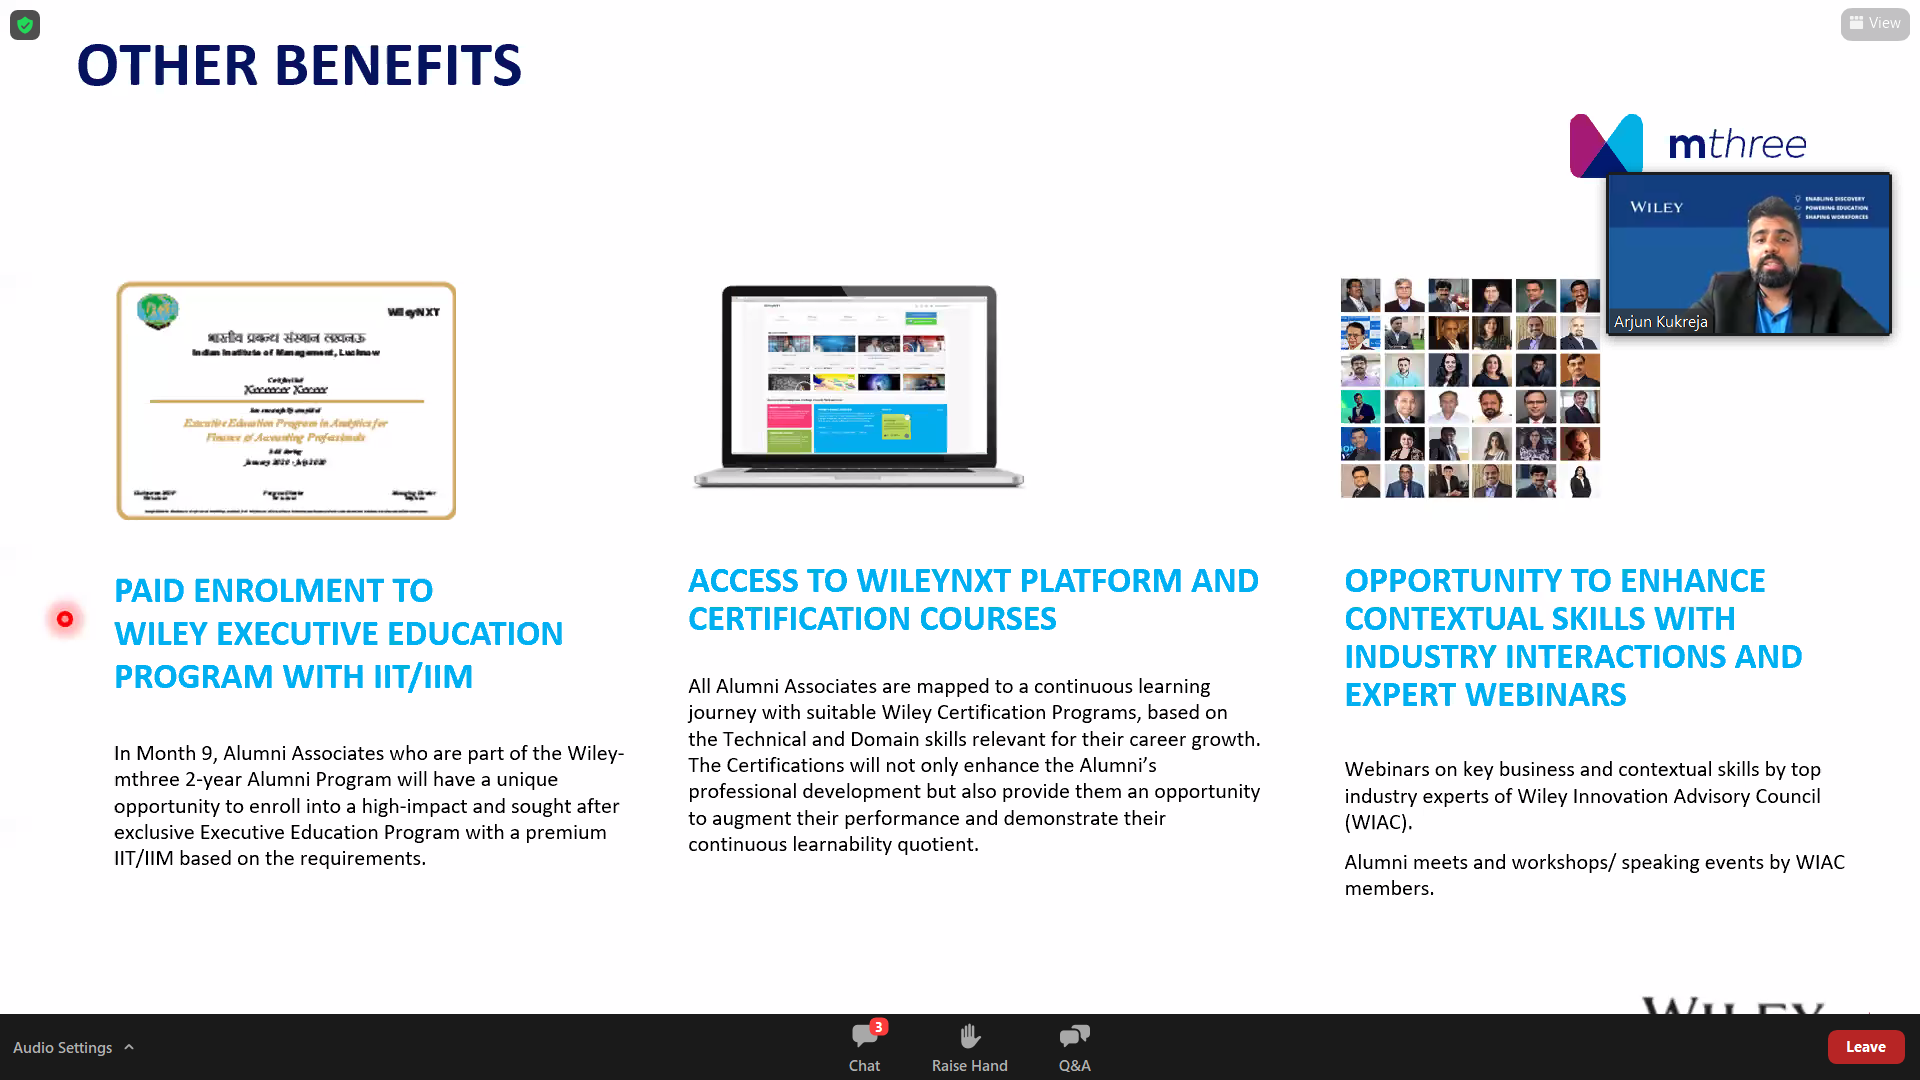 View
OTHER BENEFITS
mthree
WILEY
ENABLING DISCOVERY
POWERING EDUCATION
SHAPING WORKFORCES
Arjun Kukreja
WileyNXT
भारतीय प्रबन्ध संस्थान लखनऊ
Indian Institute of Management, Lucknow
Executive Education Program in Analytics for
Finance & Accounting Professionals
January 2020 - July 2020
PAID ENROLMENT TO
WILEY EXECUTIVE EDUCATION
PROGRAM WITH IIT/IIM
In Month 9, Alumni Associates who are part of the Wiley-
mthree 2-year Alumni Program will have a unique
opportunity to enroll into a high-impact and sought after
exclusive Executive Education Program with a premium
IIT/IIM based on the requirements.
ACCESS TO WILEYNXT PLATFORM AND
CERTIFICATION COURSES
All Alumni Associates are mapped to a continuous learning
journey with suitable Wiley Certification Programs, based on
the Technical and Domain skills relevant for their career growth.
The Certifications will not only enhance the Alumni’s
professional development but also provide them an opportunity
to augment their performance and demonstrate their
continuous learnability quotient.
OPPORTUNITY TO ENHANCE
CONTEXTUAL SKILLS WITH
INDUSTRY INTERACTIONS AND
EXPERT WEBINARS
Webinars on key business and contextual skills by top
industry experts of Wiley Innovation Advisory Council
(WIAC).
Alumni meets and workshops/ speaking events by WIAC
members.
WILEY
Audio Settings
3
Chat
Raise Hand
Q&A
Leave